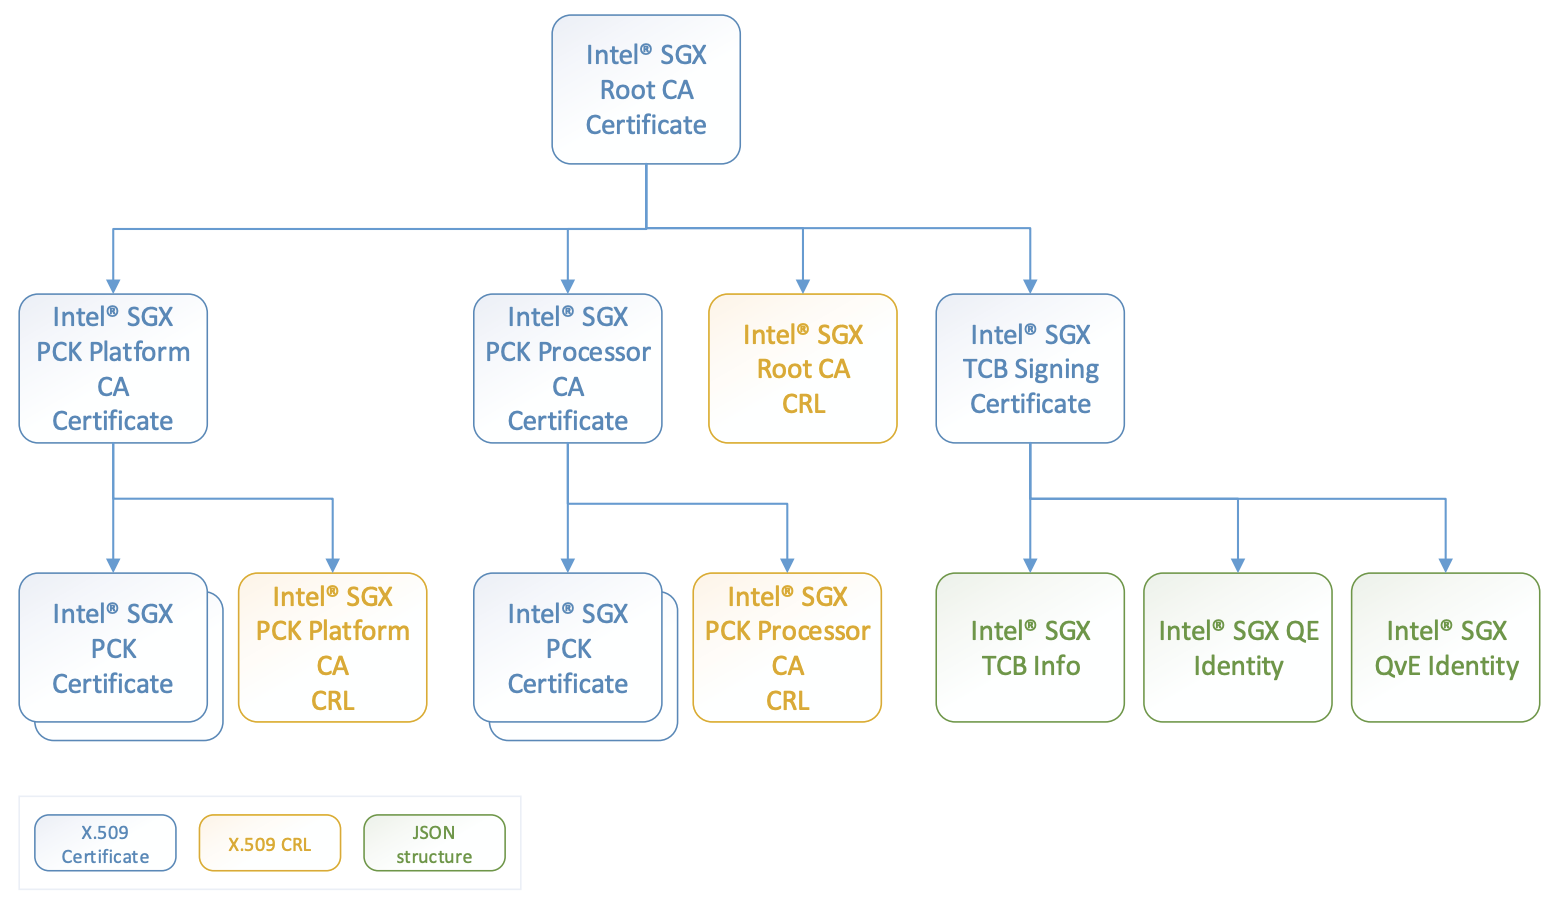 Intel® SGX
Root CA
Certificate
Intel® SGX
PCK Platform
CA
Certificate
Intel® SGX
PCK Processor
CA
Certificate
Intel® SGX
Root CA
CRL
Intel® SGX
TCB Signing
Certificate
Intel® SGX
PCK
Certificate
Intel® SGX
PCK Platform
CA
CRL
Intel® SGX
PCK
Certificate
Intel® SGX
PCK Processor
CA
CRL
Intel® SGX
TCB Info
Intel® SGX QE
Identity
Intel® SGX
QvE Identity
X.509
Certificate
X.509 CRL
JSON
structure